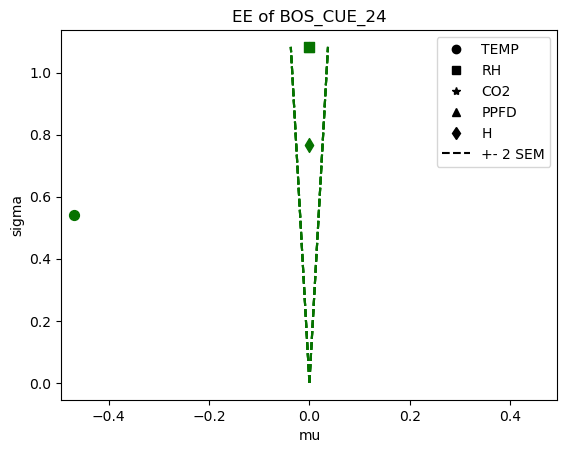 EE of BOS_CUE_24
TEMP
RH
CO2
PPFD
H
+- 2 SEM
1.0
0.8
0.6
0.4
0.2
0.0
sigma
−0.4
−0.2
0.0
0.2
0.4
mu